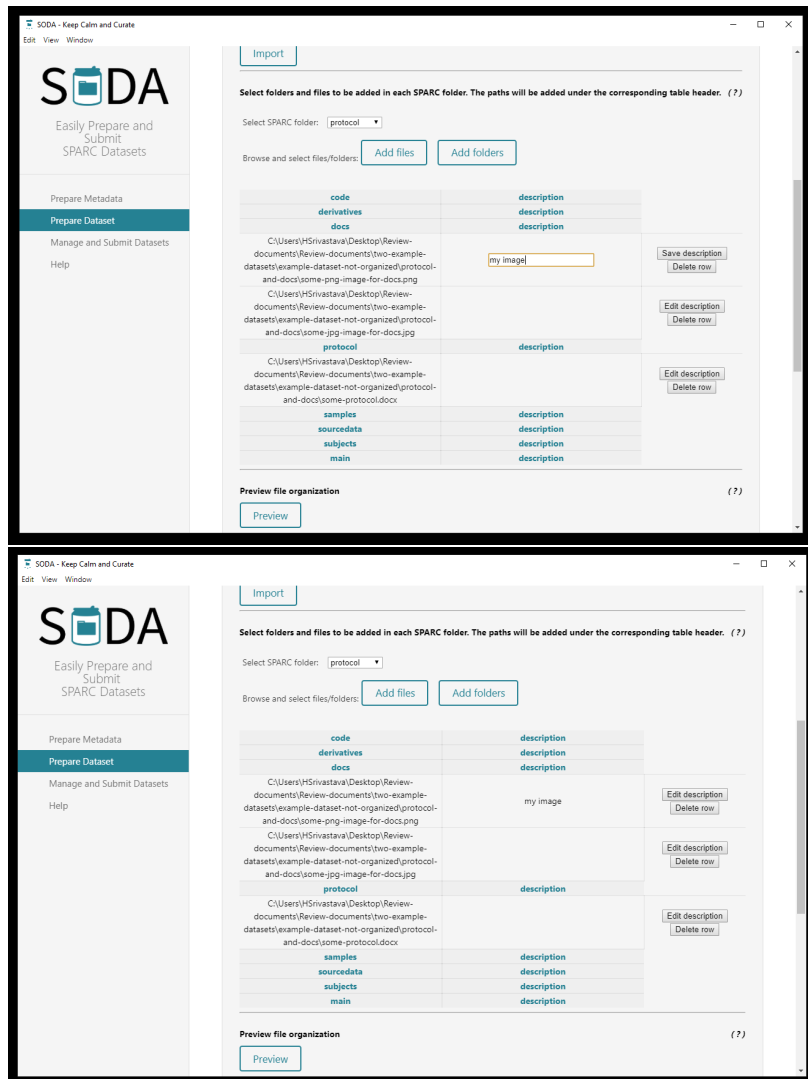 SODA - Keep Calm and Curate
Edit View Window
SODA
Easily Prepare and
Submit
SPARC Datasets
Prepare Metadata
Prepare Dataset
Manage and Submit Datasets
Help
Import
Select folders and files to be added in each SPARC folder. The paths will be added under the corresponding table header. (?)
Select SPARC folder: protocol
Browse and select files/folders: Add files Add folders
code description
derivatives description
docs description
C:\Users\HSrivastava\Desktop\Review-
documents\Review-documents\two-example-
datasets\example-dataset-not-organized\protocol-
and-docs\some-png-image-for-docs.png
my image
Save description
Delete row
C:\Users\HSrivastava\Desktop\Review-
documents\Review-documents\two-example-
datasets\example-dataset-not-organized\protocol-
and-docs\some-jpg-image-for-docs.jpg
Edit description
Delete row
protocol description
C:\Users\HSrivastava\Desktop\Review-
documents\Review-documents\two-example-
datasets\example-dataset-not-organized\protocol-
and-docs\some-protocol.docx
Edit description
Delete row
samples description
sourcedata description
subjects description
main description
Preview file organization (?)
Preview
SODA - Keep Calm and Curate
Edit View Window
SODA
Easily Prepare and
Submit
SPARC Datasets
Prepare Metadata
Prepare Dataset
Manage and Submit Datasets
Help
Import
Select folders and files to be added in each SPARC folder. The paths will be added under the corresponding table header. (?)
Select SPARC folder: protocol
Browse and select files/folders: Add files Add folders
code description
derivatives description
docs description
C:\Users\HSrivastava\Desktop\Review-
documents\Review-documents\two-example-
datasets\example-dataset-not-organized\protocol-
and-docs\some-png-image-for-docs.png
my image
Edit description
Delete row
C:\Users\HSrivastava\Desktop\Review-
documents\Review-documents\two-example-
datasets\example-dataset-not-organized\protocol-
and-docs\some-jpg-image-for-docs.jpg
Edit description
Delete row
protocol description
C:\Users\HSrivastava\Desktop\Review-
documents\Review-documents\two-example-
datasets\example-dataset-not-organized\protocol-
and-docs\some-protocol.docx
Edit description
Delete row
samples description
sourcedata description
subjects description
main description
Preview file organization (?)
Preview